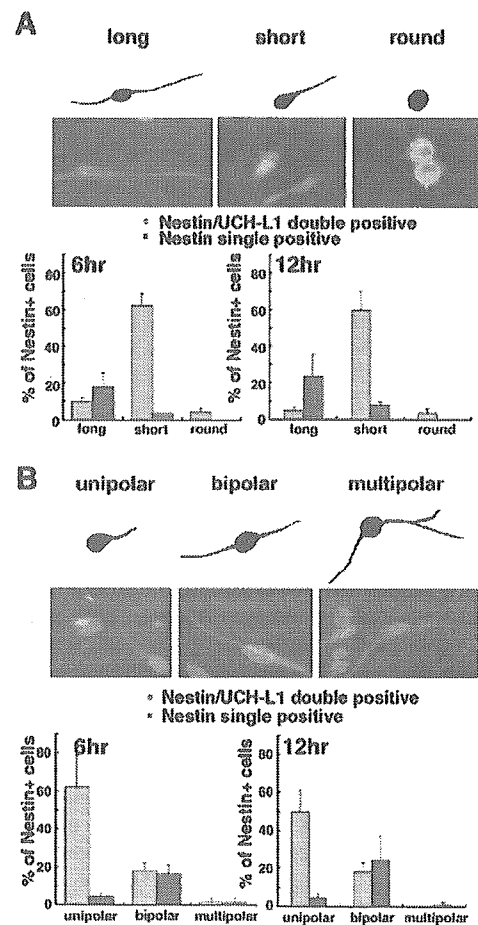 A
long short round
Nestin/UCH-L1 double positive
Nestin single positive
6hr 12hr
% of Nestin+ cells % of Nestin+ cells
80 80
60 60
40 40
20 20
long short round long short round
B
unipolar bipolar multipolar
Nestin/UCH-L1 double positive
Nestin single positive
6hr 12hr
% of Nestin+ cells % of Nestin+ cells
80 80
60 60
40 40
20 20
0 0
unipolar bipolar multipolar unipolar bipolar multipolar